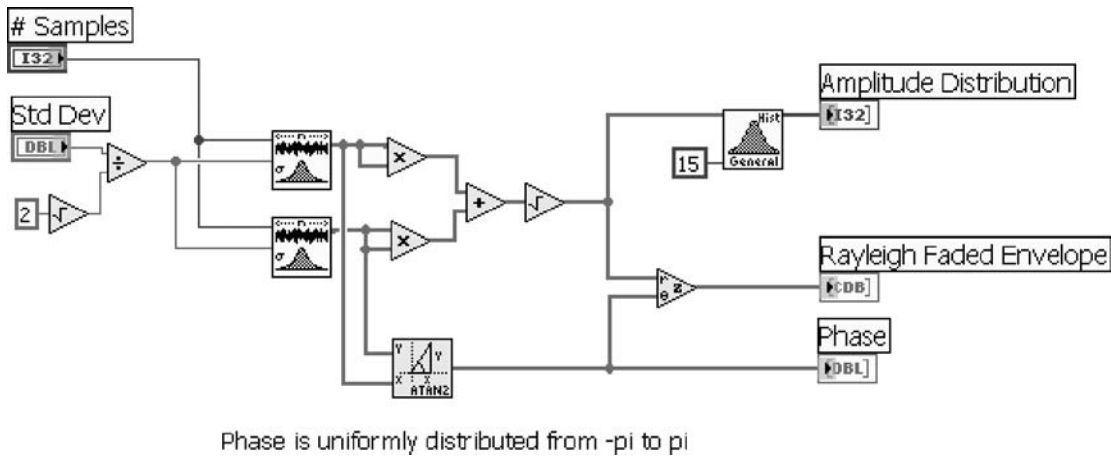 # Samples
I32
Std Dev
DBL
÷
2
√
n
σ
n
σ
×
×
+
√
15
Hist
General
Amplitude Distribution
[I32]
r
θ
z
Rayleigh Faded Envelope
[CDB]
Y
Y
X
X
ATAN2
Phase
[DBL]
Phase is uniformly distributed from -pi to pi